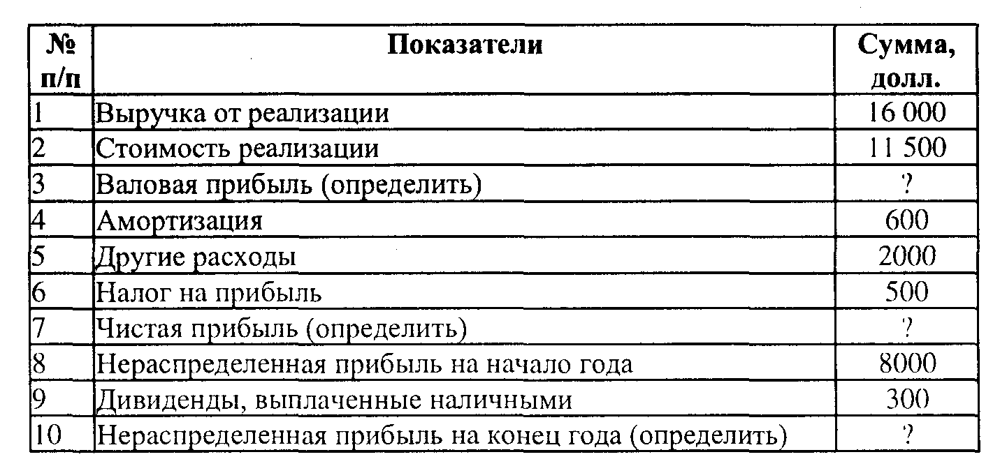 № п/п Показатели Сумма, долл.
1 Выручка от реализации 16 000
2 Стоимость реализации 11 500
3 Валовая прибыль (определить) ?
4 Амортизация 600
5 Другие расходы 2000
6 Налог на прибыль 500
7 Чистая прибыль (определить) ?
8 Нераспределенная прибыль на начало года 8000
9 Дивиденды, выплаченные наличными 300
10 Нераспределенная прибыль на конец года (определить) ?